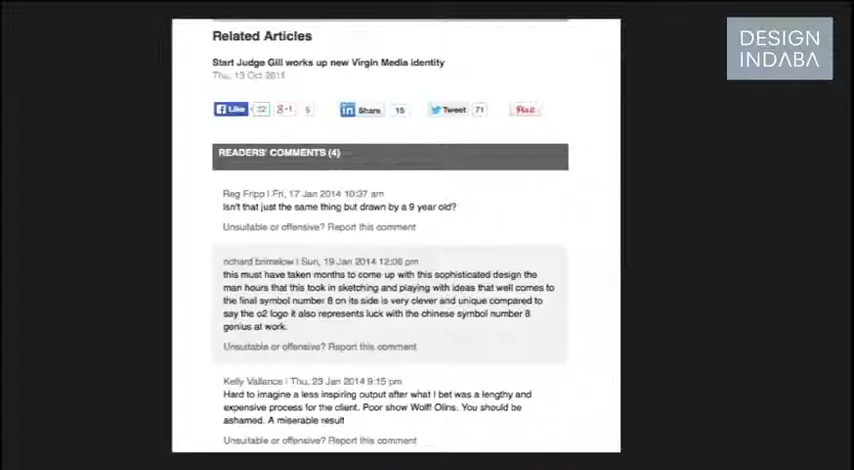 DESIGN
INDABA
Related Articles
Start Judge Gill works up new Virgin Media identity
Thu, 13 Oct 2011
Like 32 g+1 5 in Share 15 Tweet 71 Pin it
READERS' COMMENTS (4)
Reg Fripp | Fri, 17 Jan 2014 10:37 am
Isn't that just the same thing but drawn by a 9 year old?
Unsuitable or offensive? Report this comment
richard brimelow | Sun, 19 Jan 2014 12:06 pm
this must have taken months to come up with this sophisticated design the
man hours that this took in sketching and playing with ideas that well comes to
the final symbol number 8 on its side is very clever and unique compared to
say the o2 logo it also represents luck with the chinese symbol number 8
genius at work.
Unsuitable or offensive? Report this comment
Kelly Vallance | Thu, 23 Jan 2014 9:15 pm
Hard to imagine a less inspiring output after what I bet was a lengthy and
expensive process for the client. Poor show Wolff Olins. You should be
ashamed. A miserable result
Unsuitable or offensive? Report this comment